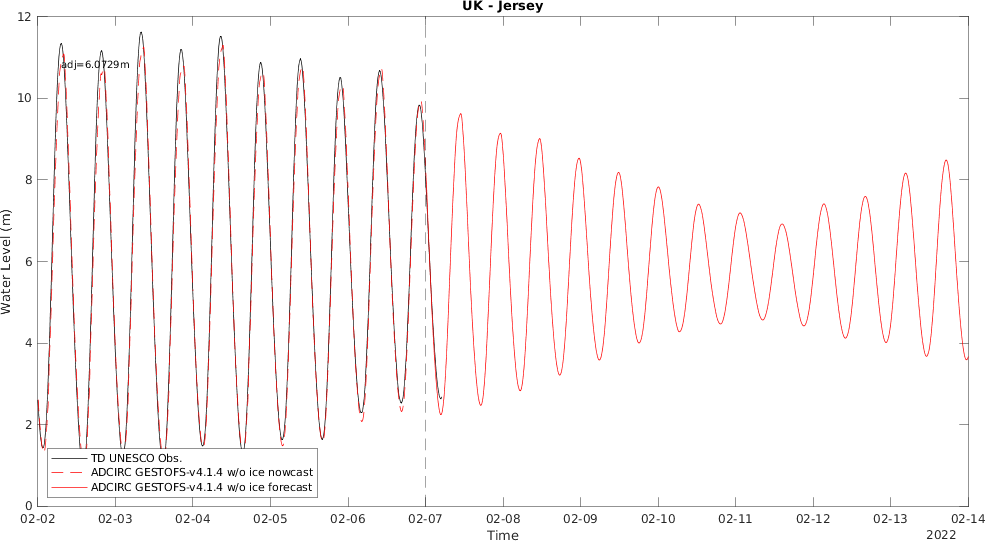 UK - Jersey
12
10
8
6
4
2
0
Water Level (m)
adj=6.0729m
TD UNESCO Obs.
ADCIRC GESTOFS-v4.1.4 w/o ice nowcast
ADCIRC GESTOFS-v4.1.4 w/o ice forecast
02-02 02-03 02-04 02-05 02-06 02-07 02-08 02-09 02-10 02-11 02-12 02-13 02-14
Time
2022